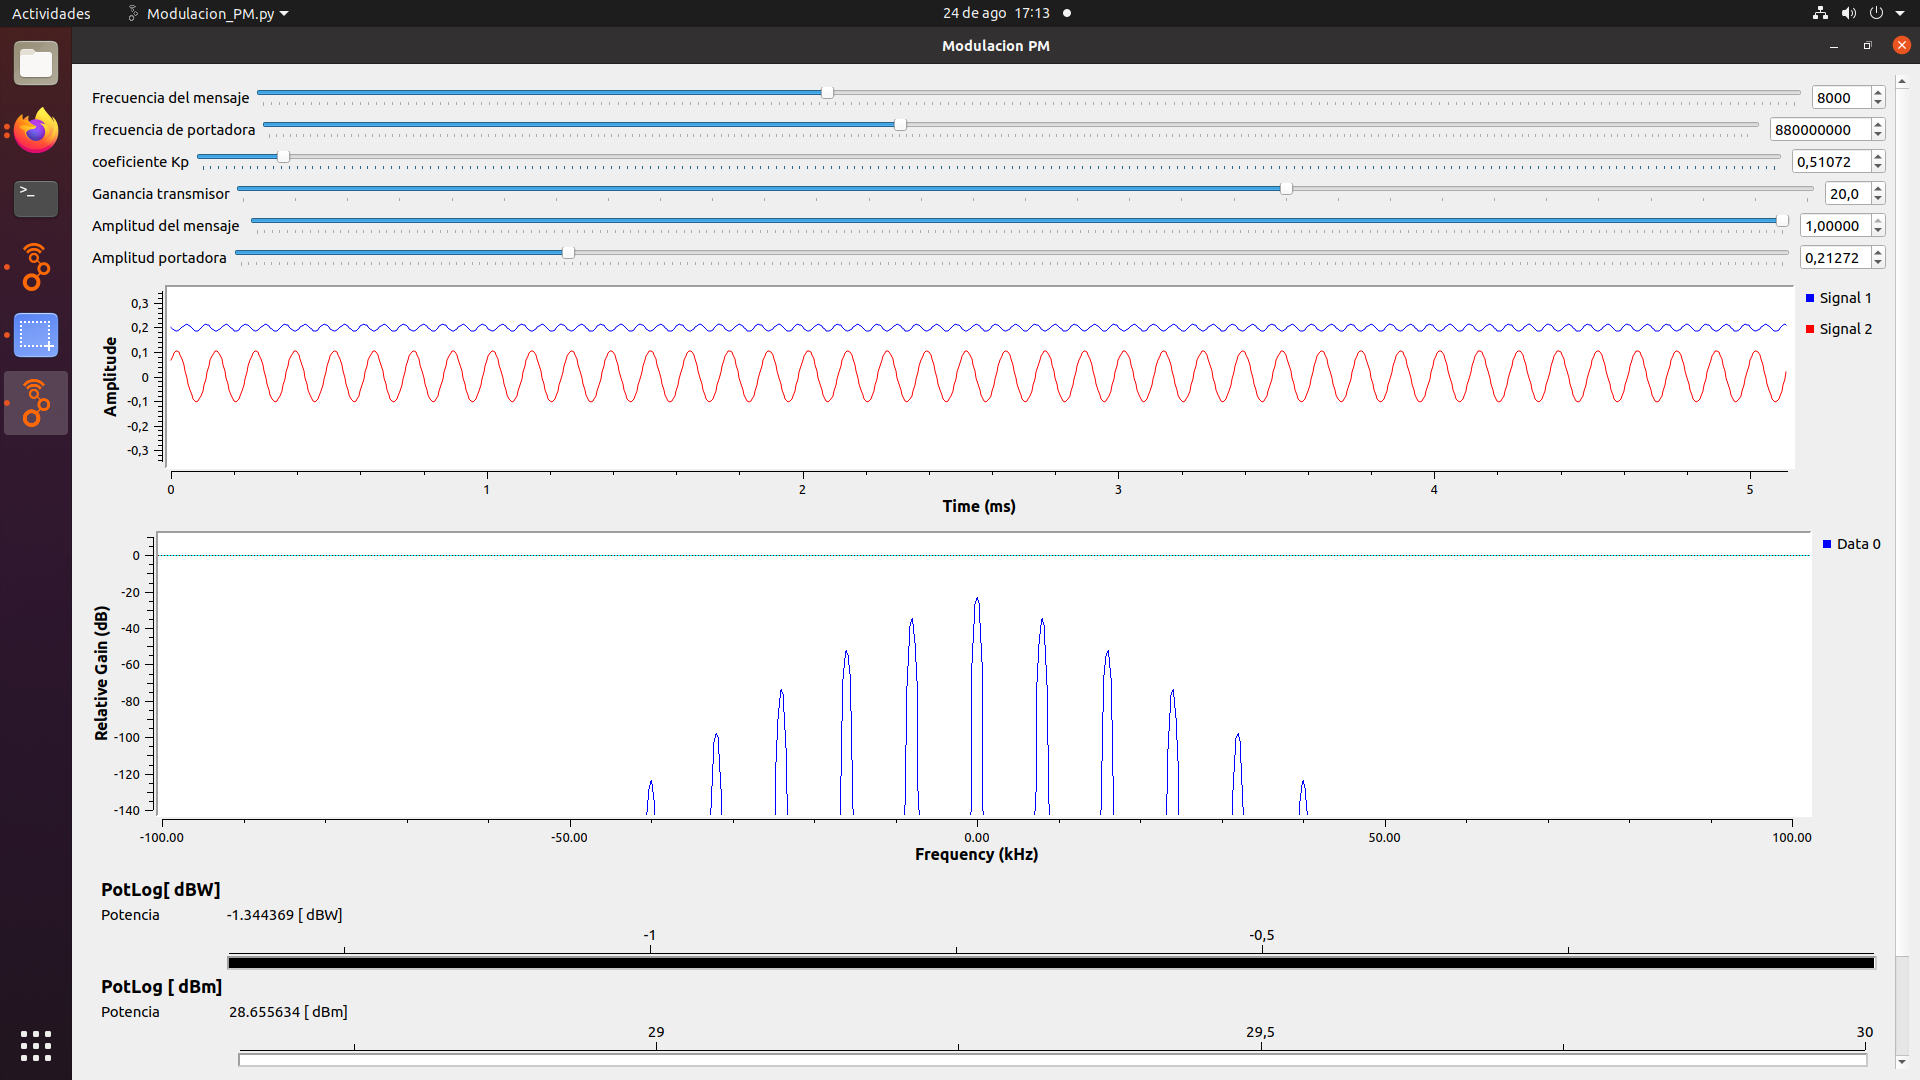 Actividades Modulacion_PM.py 24 de ago 17:13
Modulacion PM
Frecuencia del mensaje 8000
frecuencia de portadora 880000000
coeficiente Kp 0,51072
Ganancia transmisor 20,0
Amplitud del mensaje 1,00000
Amplitud portadora 0,21272
Signal 1
Signal 2
Amplitude
0,3
0,2
0,1
0
-0,1
-0,2
-0,3
0 1 2 3 4 5
Time (ms)
Data 0
Relative Gain (dB)
0
-20
-40
-60
-80
-100
-120
-140
-100.00 -50.00 0.00 50.00 100.00
Frequency (kHz)
PotLog[ dBW]
Potencia -1.344369 [ dBW]
-1 -0,5
PotLog [ dBm]
Potencia 28.655634 [ dBm]
29 29,5 30